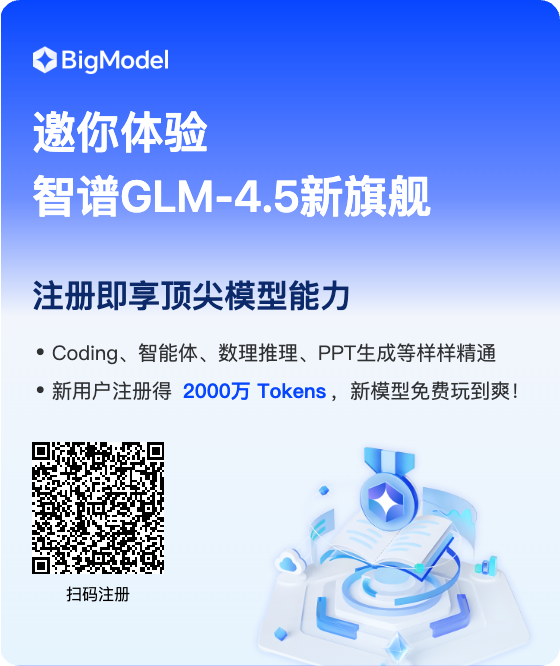 BigModel
邀你体验
智谱GLM-4.5新旗舰
注册即享顶尖模型能力
• Coding、智能体、数理推理、PPT生成等样样精通
• 新用户注册得 2000万 Tokens，新模型免费玩到爽！
扫码注册